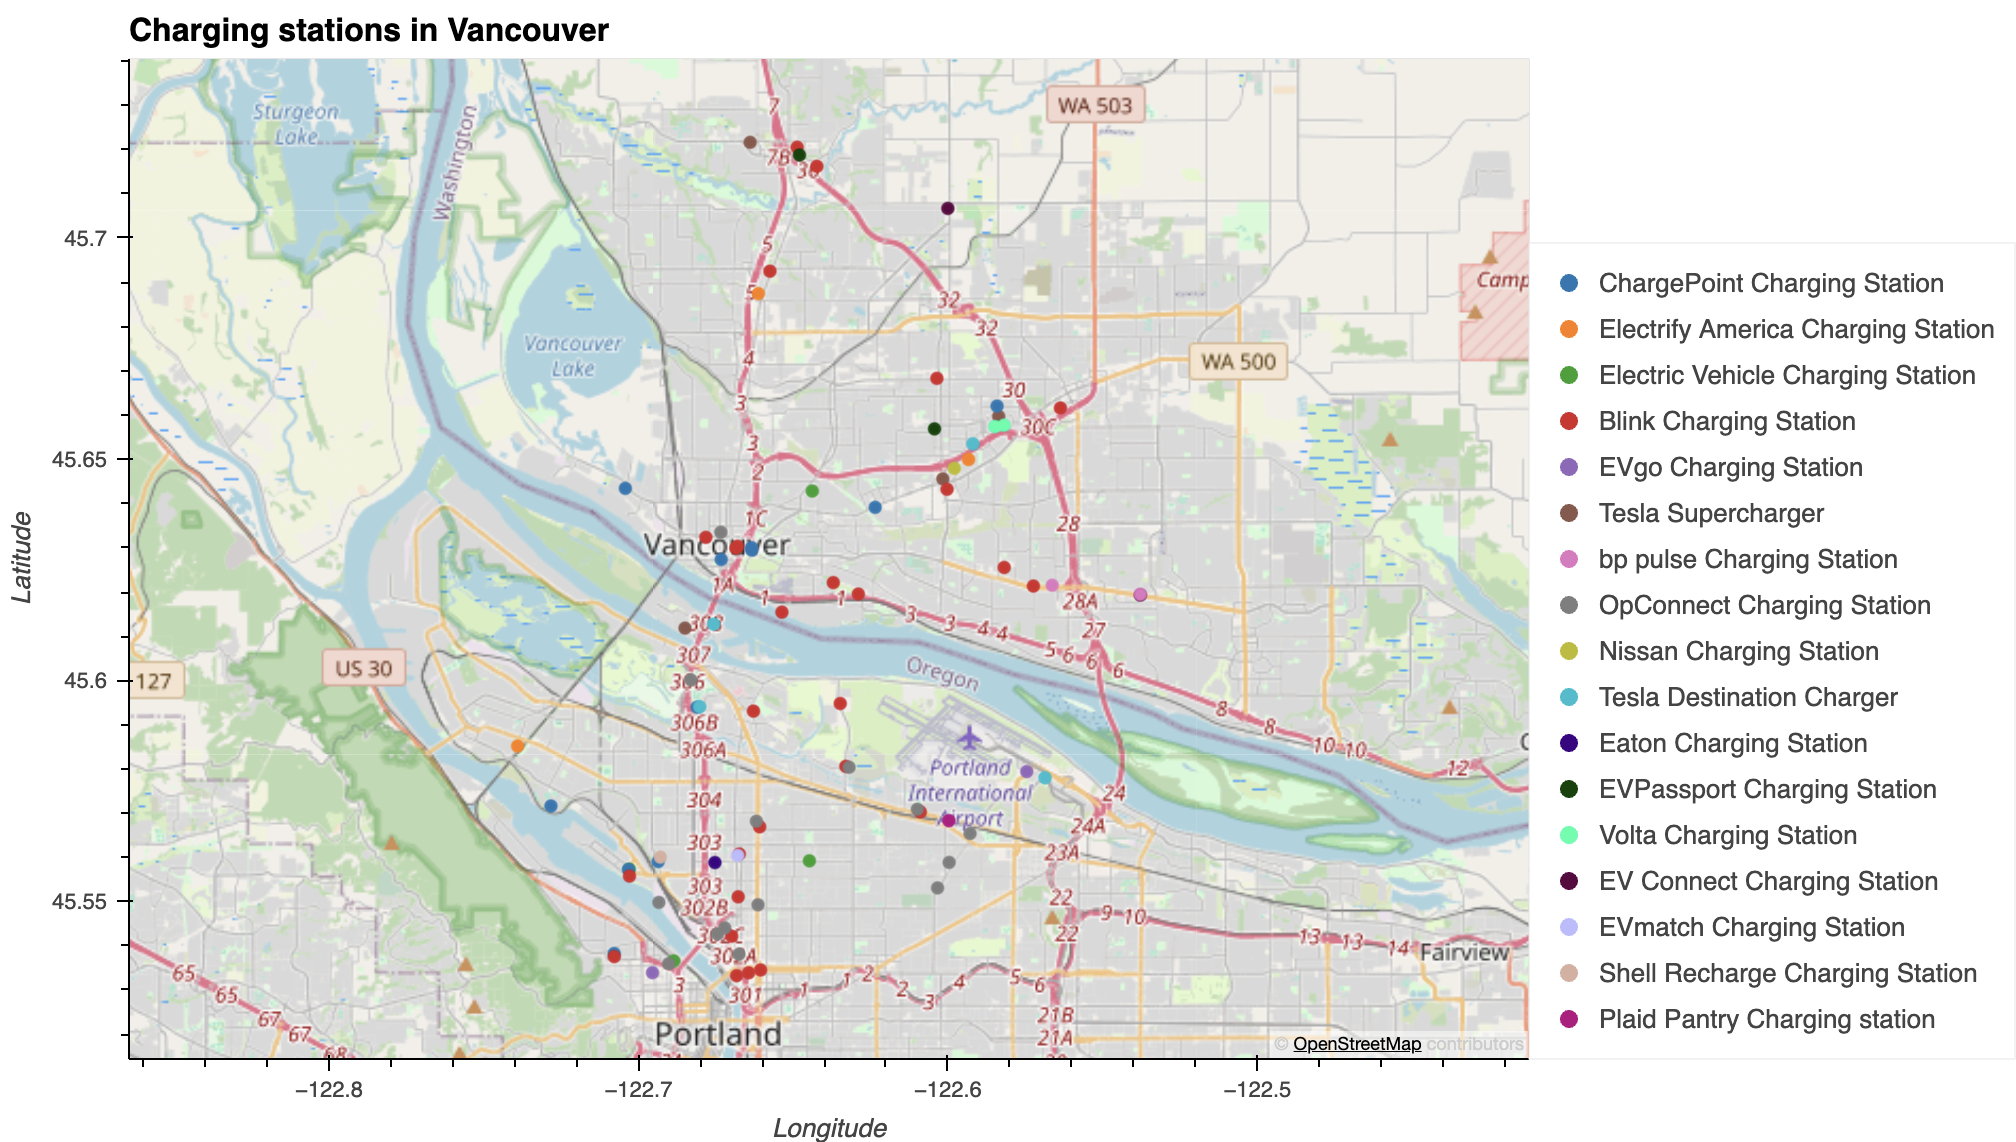 Charging stations in Vancouver
Sturgeon
Lake
Washington
7
WA 503
7B
36
45.7
5
5
Camp
32
32
Vancouver
Lake
4
WA 500
30
3
30C
3
45.65
2
1C
28
Vancouver
1A
1
1
28A
308
3
3
4
4
27
5
6
6
6
307
Oregon
US 30
127
45.6
306
8
8
306B
10
10
306A
12
Portland
International
Airport
304
24
24A
303
23A
303
22
45.55
302B
9
10
302C
22
13
13
14
Fairview
302A
65
65
3
301
1
1
2
2
3
4
5
6
67
67
68
21B
21A
Portland
© OpenStreetMap contributors
−122.8
−122.7
−122.6
−122.5
Longitude
Latitude
ChargePoint Charging Station
Electrify America Charging Station
Electric Vehicle Charging Station
Blink Charging Station
EVgo Charging Station
Tesla Supercharger
bp pulse Charging Station
OpConnect Charging Station
Nissan Charging Station
Tesla Destination Charger
Eaton Charging Station
EVPassport Charging Station
Volta Charging Station
EV Connect Charging Station
EVmatch Charging Station
Shell Recharge Charging Station
Plaid Pantry Charging station